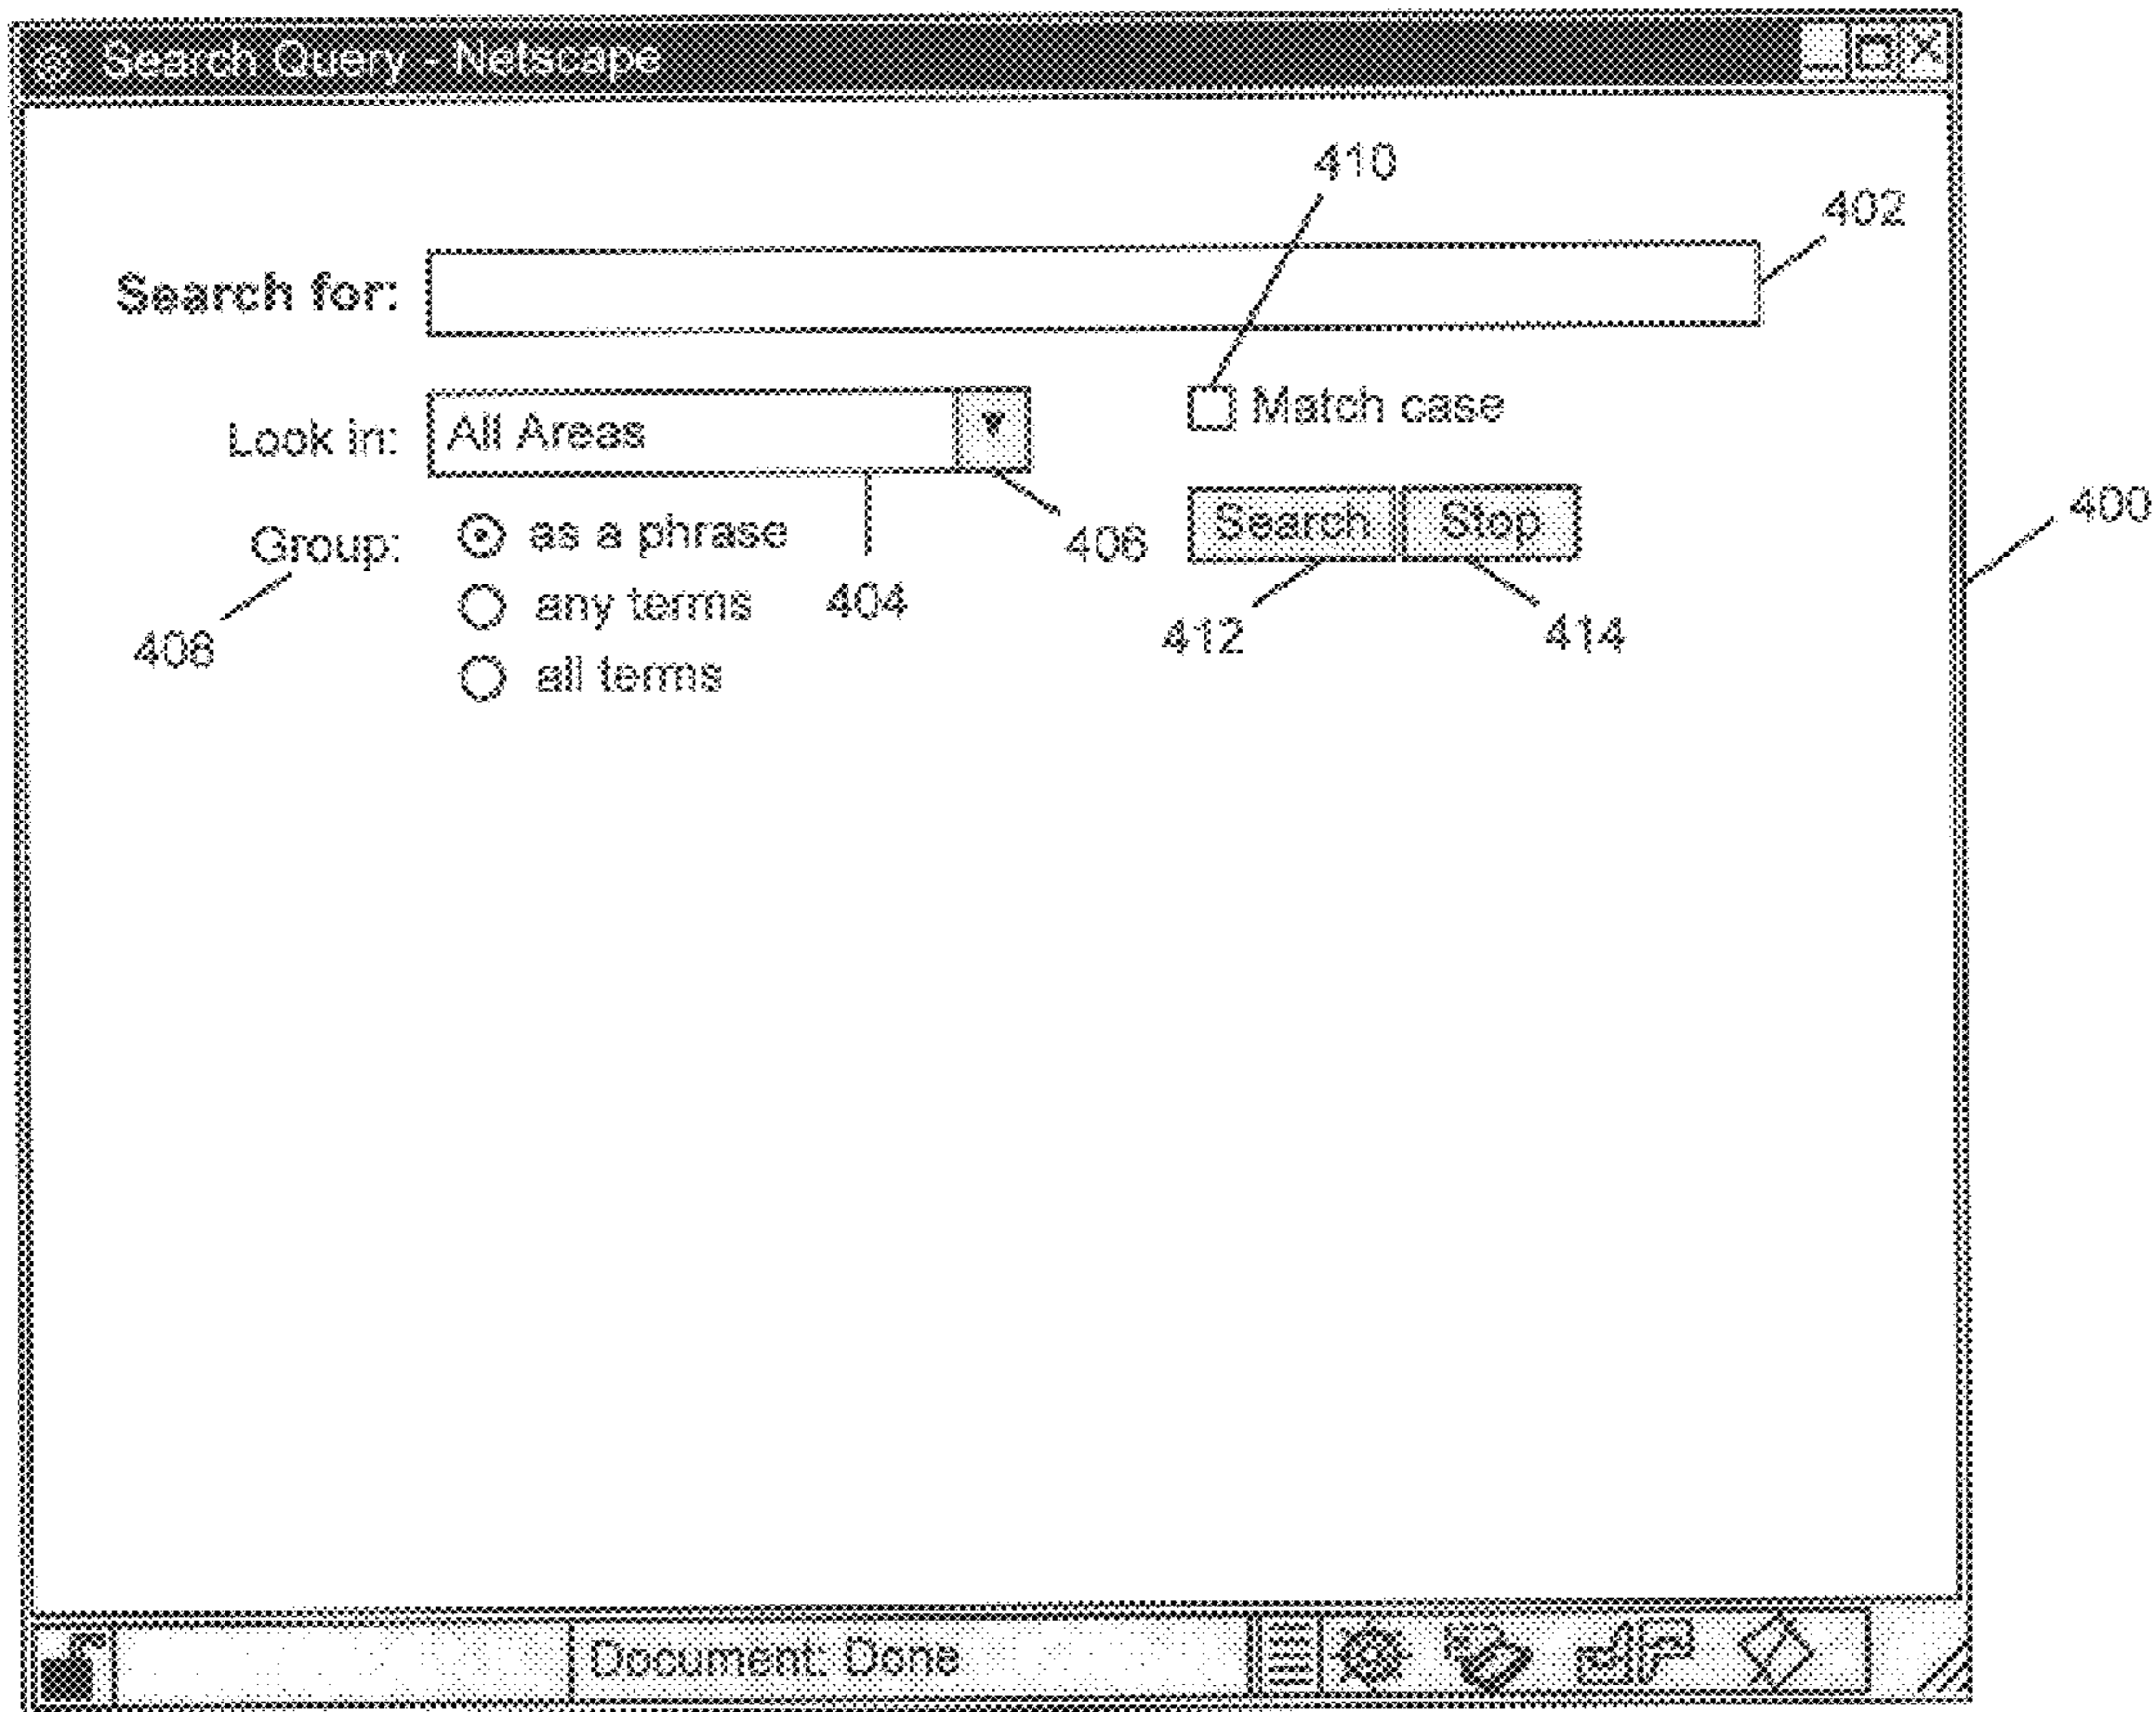 Search Query - Netscape
410
402
Search for:
Look in: All Areas
Match case
Group: as a phrase
406
Search Stop
400
any terms
404
408
412
414
all terms
Document: Done